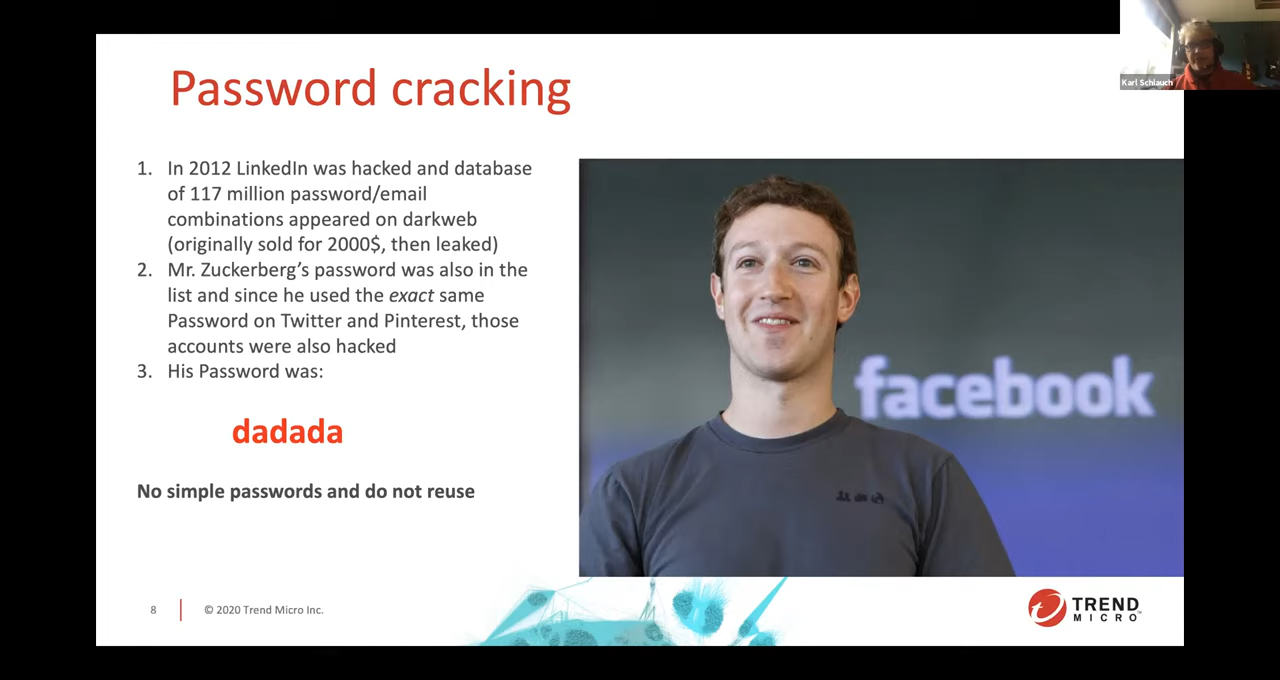 Karl Schlauch
Password cracking
1. In 2012 LinkedIn was hacked and database
of 117 million password/email
combinations appeared on darkweb
(originally sold for 2000$, then leaked)
2. Mr. Zuckerberg's password was also in the
list and since he used the exact same
Password on Twitter and Pinterest, those
accounts were also hacked
3. His Password was:
dadada
No simple passwords and do not reuse
facebook
8
© 2020 Trend Micro Inc.
TREND
MICRO™